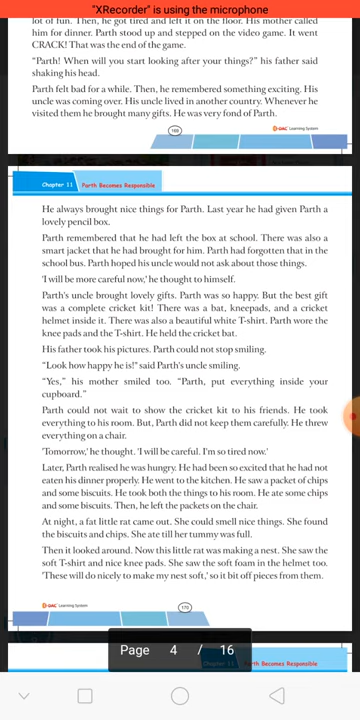 "XRecorder" is using the microphone
lot of fun. Then, he got tired and left it on the floor. His mother called
him for dinner. Parth stood up and stepped on the video game. It went
CRACK! That was the end of the game.
"Parth! When will you start looking after your things?" his father said
shaking his head.
Parth felt bad for a while. Then, he remembered something exciting. His
uncle was coming over. His uncle lived in another country. Whenever he
visited them he brought many gifts. He was very fond of Parth.
169
DAC Learning System
Chapter 11 Parth Becomes Responsible
He always brought nice things for Parth. Last year he had given Parth a
lovely pencil box.
Parth remembered that he had left the box at school. There was also a
smart jacket that he had brought for him. Parth had forgotten that in the
school bus. Parth hoped his uncle would not ask about those things.
'I will be more careful now,' he thought to himself.
Parth's uncle brought lovely gifts. Parth was so happy. But the best gift
was a complete cricket kit! There was a bat, kneepads, and a cricket
helmet inside it. There was also a beautiful white T-shirt. Parth wore the
knee pads and the T-shirt. He held the cricket bat.
His father took his pictures. Parth could not stop smiling.
"Look how happy he is!" said Parth's uncle smiling.
"Yes," his mother smiled too. "Parth, put everything inside your
cupboard."
Parth could not wait to show the cricket kit to his friends. He took
everything to his room. But, Parth did not keep them carefully. He threw
everything on a chair.
'Tomorrow,' he thought. 'I will be careful. I'm so tired now.'
Later, Parth realised he was hungry. He had been so excited that he had not
eaten his dinner properly. He went to the kitchen. He saw a packet of chips
and some biscuits. He took both the things to his room. He ate some chips
and some biscuits. Then, he left the packets on the chair.
At night, a fat little rat came out. She could smell nice things. She found
the biscuits and chips. She ate till her tummy was full.
Then it looked around. Now this little rat was making a nest. She saw the
soft T-shirt and nice knee pads. She saw the soft foam in the helmet too.
'These will do nicely to make my nest soft,' so it bit off pieces from them.
DAC Learning System
170
Page 4 / 16
Chapter 11 Parth Becomes Responsible